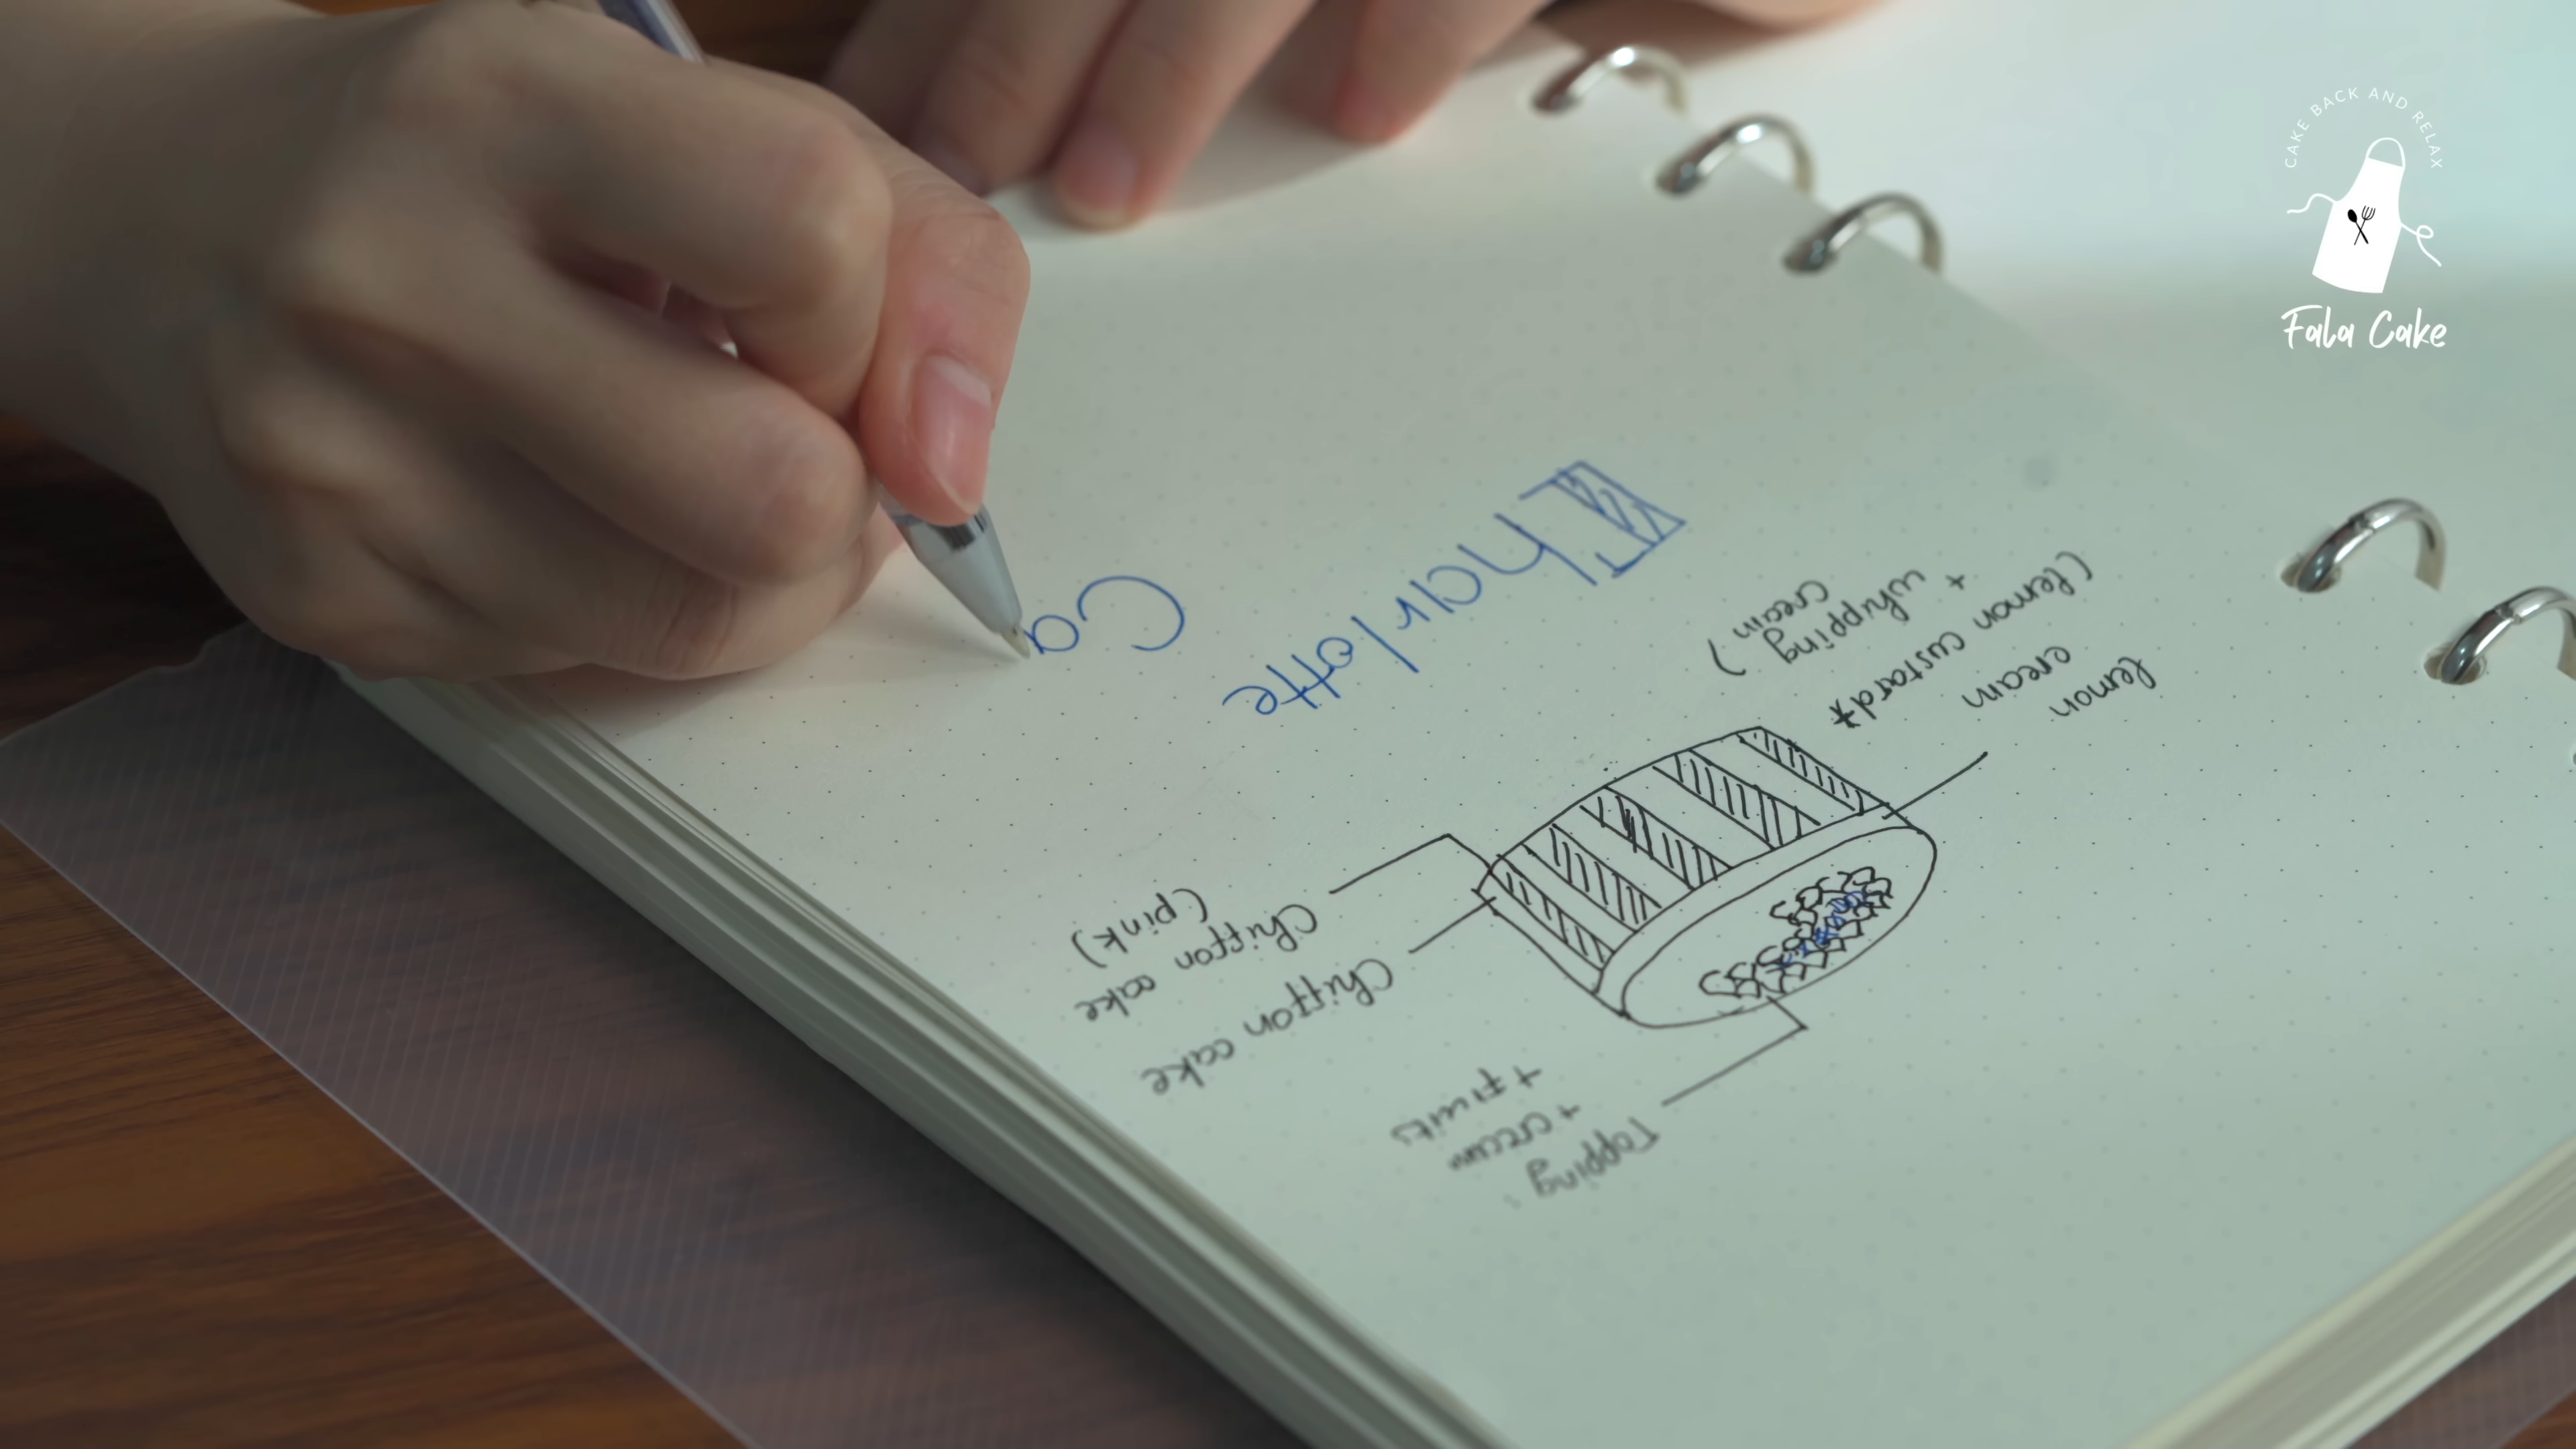 CAKE BACK AND RELAX
Fala Cake
Charlotte
Ca
lemon
cream
(lemon custard*
+ whipping
cream)
Chiffon cake
(pink)
Chiffon cake
Topping :
+ cream
+ Fruits